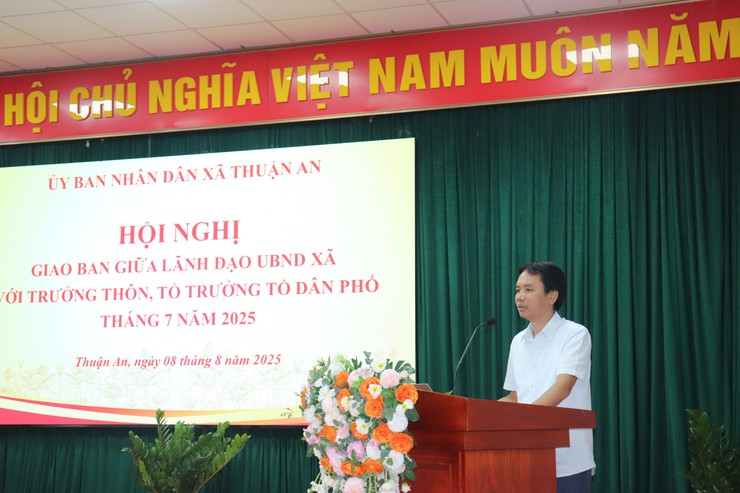 HỘI CHỦ NGHĨA VIỆT NAM MUÔN NĂM
ỦY BAN NHÂN DÂN XÃ THUẬN AN
HỘI NGHỊ
GIAO BAN GIỮA LÃNH ĐẠO UBND XÃ
VỚI TRƯỞNG THÔN, TỔ TRƯỞNG TỔ DÂN PHỐ
THÁNG 7 NĂM 2025
Thuận An, ngày 08 tháng 8 năm 2025